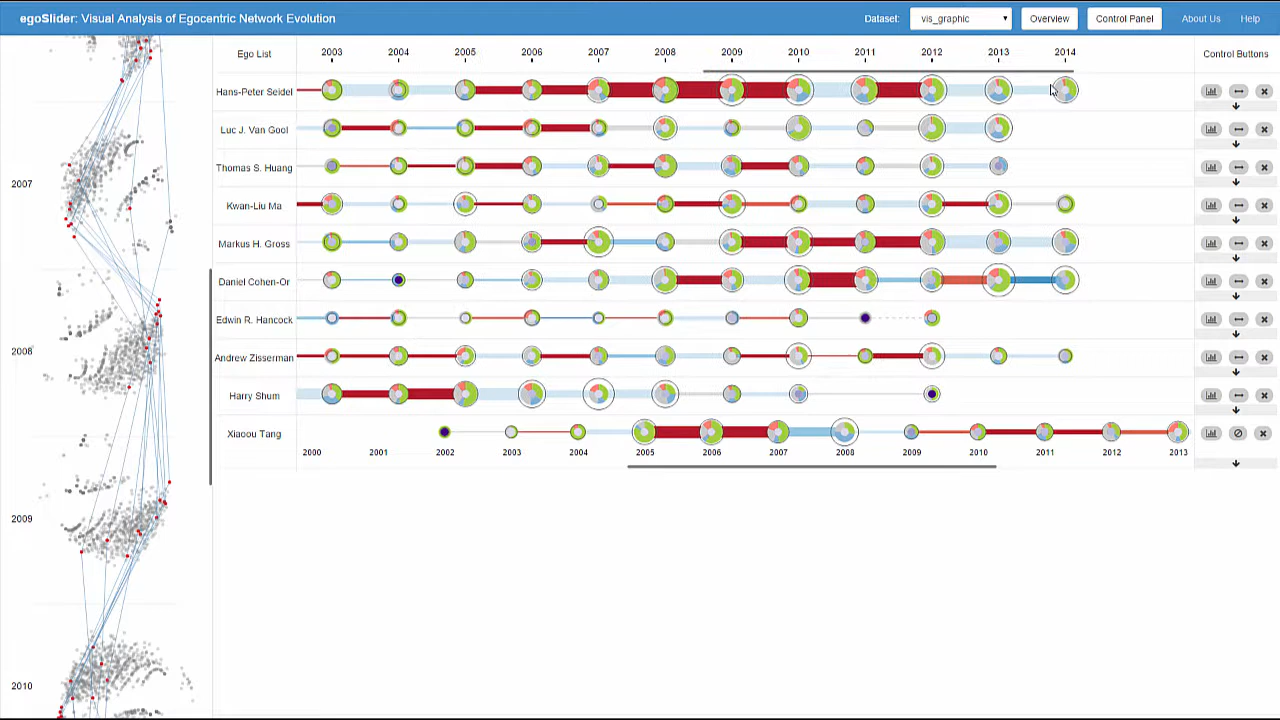 egoSlider: Visual Analysis of Egocentric Network Evolution
Dataset: vis_graphic Overview Control Panel About Us Help
Ego List 2003 2004 2005 2006 2007 2008 2009 2010 2011 2012 2013 2014 Control Buttons
Hans-Peter Seidel
Luc J. Van Gool
Thomas S. Huang
Kwan-Liu Ma
Markus H. Gross
Daniel Cohen-Or
Edwin R. Hancock
Andrew Zisserman
Harry Shum
Xiaoou Tang
2000 2001 2002 2003 2004 2005 2006 2007 2008 2009 2010 2011 2012 2013
2007
2008
2009
2010